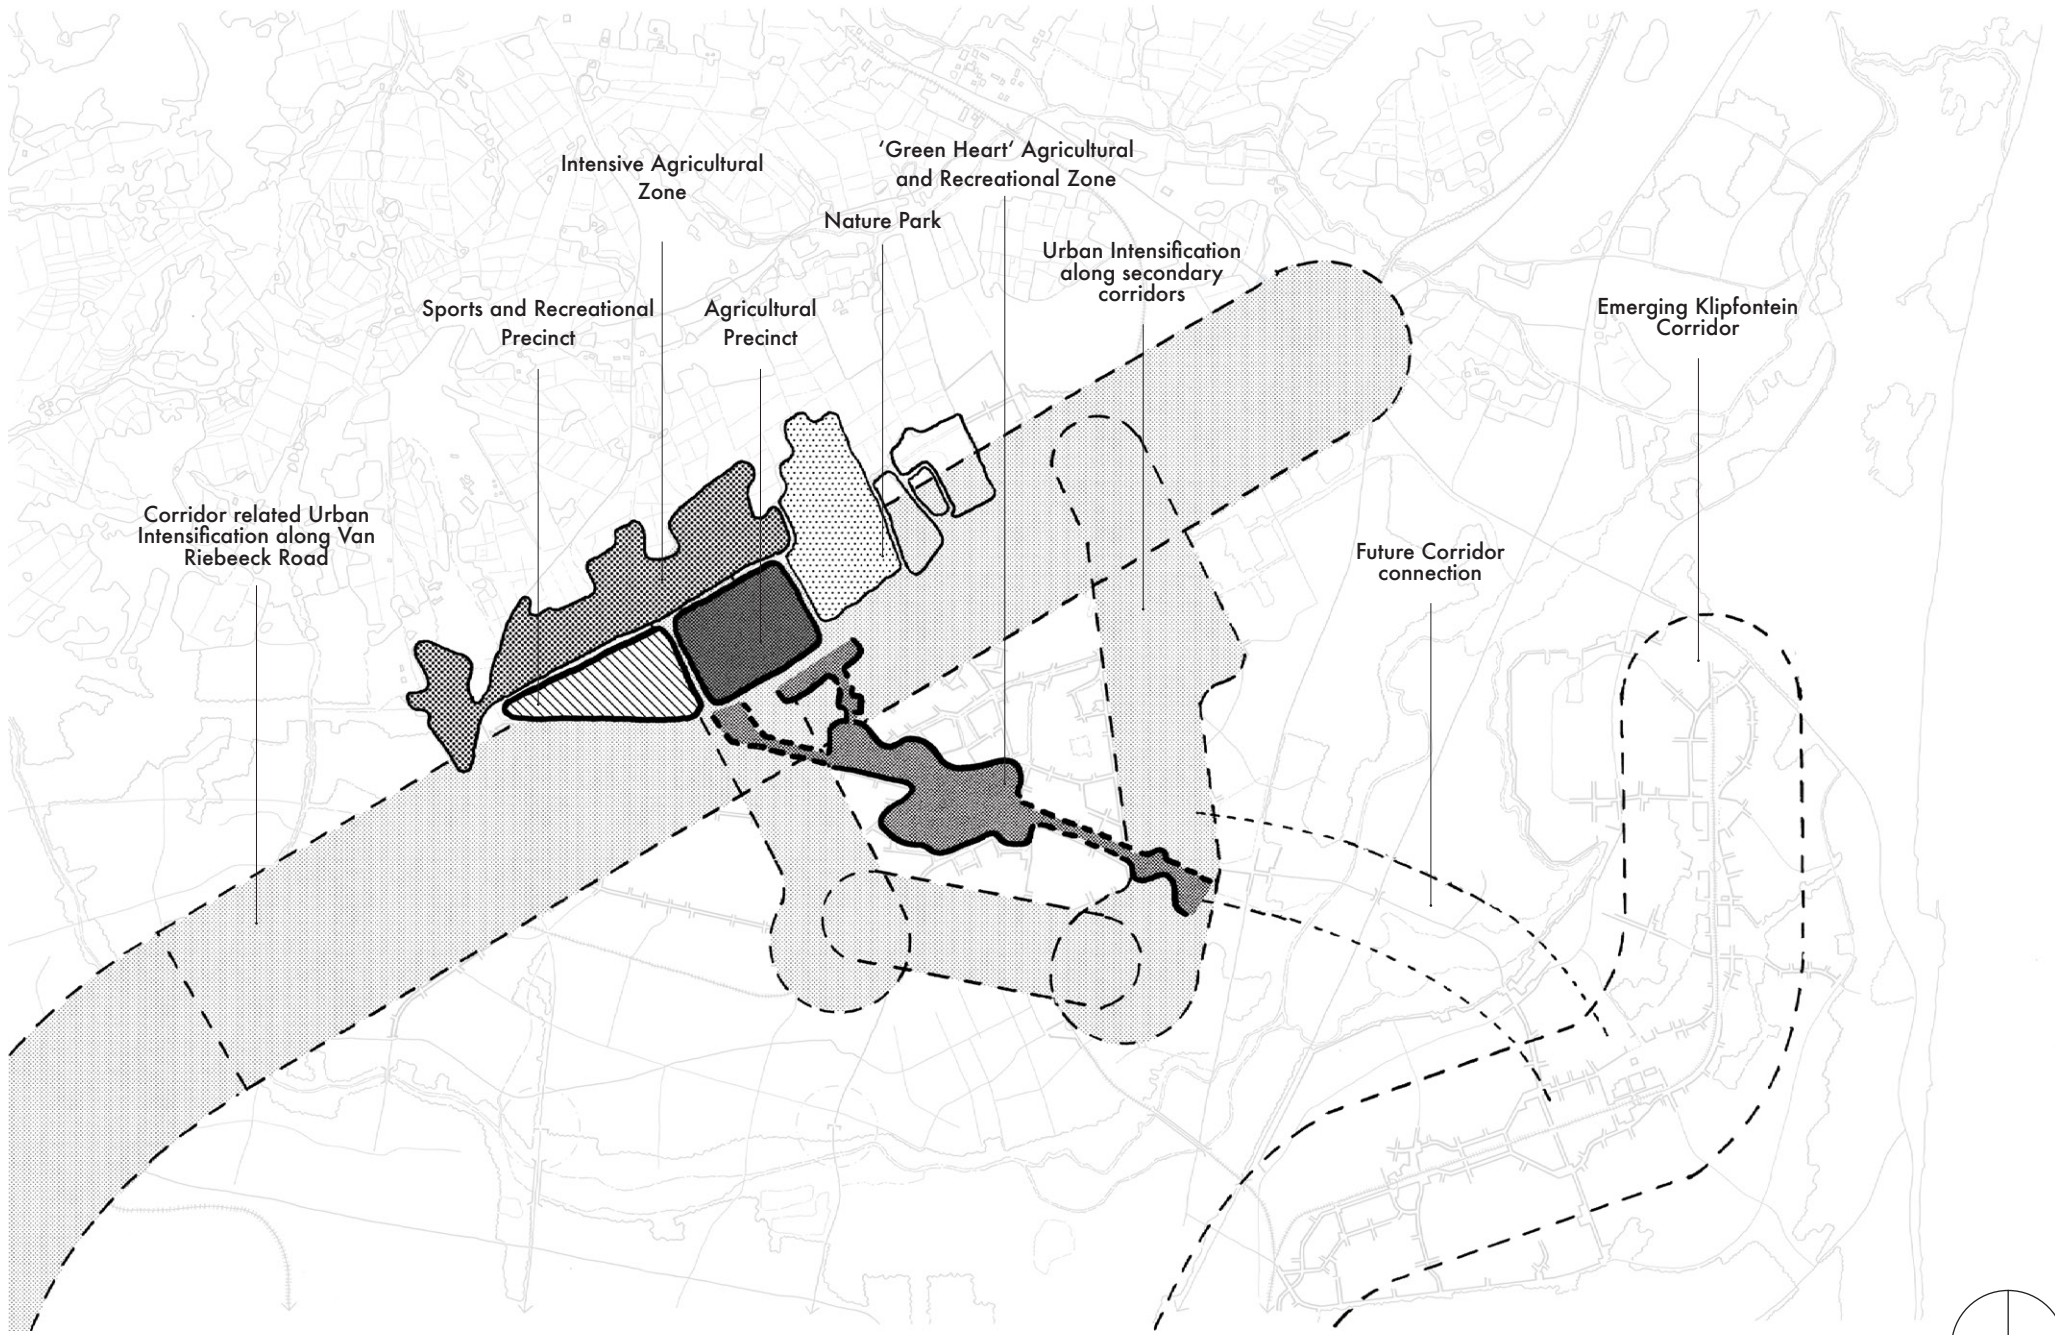 Intensive Agricultural
Zone
‘Green Heart‘ Agricultural
and Recreational Zone
Nature Park
Urban Intensification
along secondary
corridors
Sports and Recreational
Precinct
Agricultural
Precinct
Emerging Klipfontein
Corridor
Corridor related Urban
Intensification along Van
Riebeeck Road
Future Corridor
connection